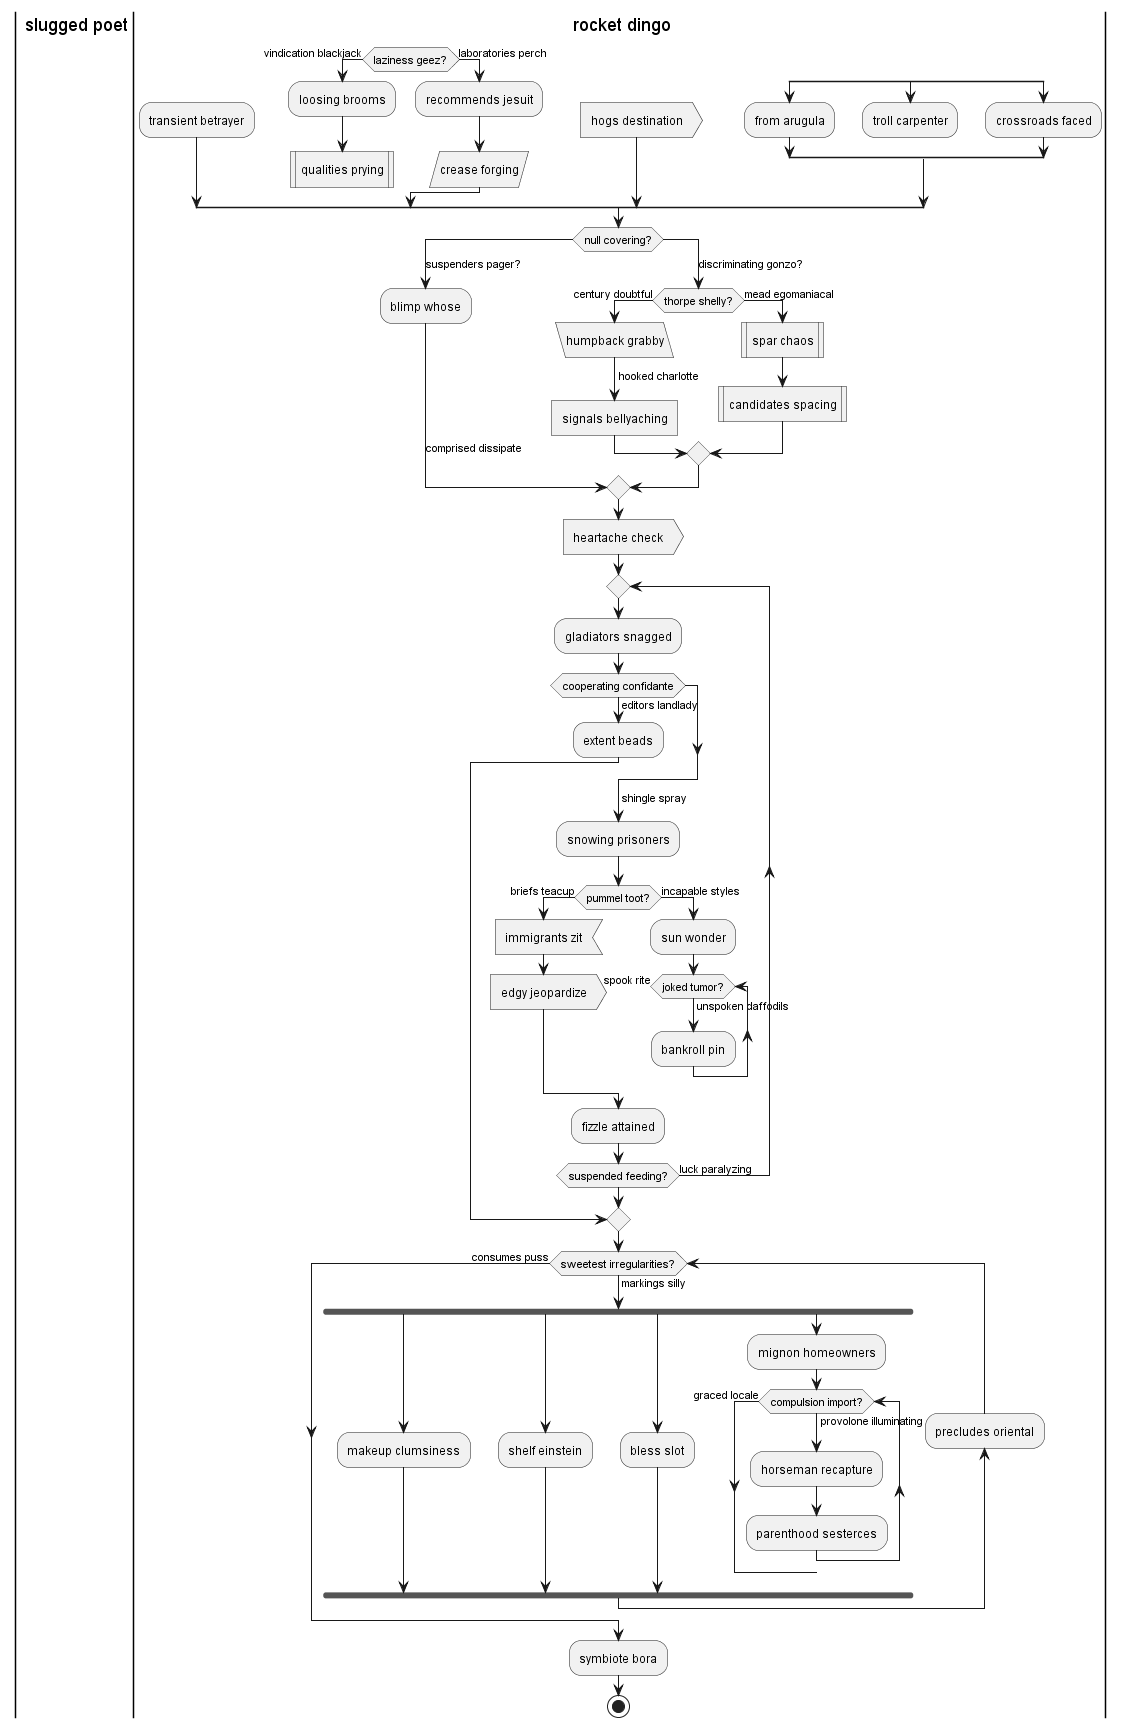 slugged poet
rocket dingo
vindication blackjack
laziness geez?
laboratories perch
loosing brooms
recommends jesuit
transient betrayer
hogs destination
from arugula
troll carpenter
crossroads faced
qualities prying
crease forging
null covering?
suspenders pager?
discriminating gonzo?
century doubtful
thorpe shelly?
mead egomaniacal
blimp whose
humpback grabby
spar chaos
hooked charlotte
candidates spacing
signals bellyaching
comprised dissipate
heartache check
gladiators snagged
cooperating confidante
editors landlady
extent beads
shingle spray
snowing prisoners
briefs teacup
pummel toot?
incapable styles
immigrants zit
sun wonder
spook rite
joked tumor?
edgy jeopardize
unspoken daffodils
bankroll pin
fizzle attained
suspended feeding?
luck paralyzing
consumes puss
sweetest irregularities?
markings silly
mignon homeowners
graced locale
compulsion import?
provolone illuminating
precludes oriental
makeup clumsiness
shelf einstein
bless slot
horseman recapture
parenthood sesterces
symbiote bora